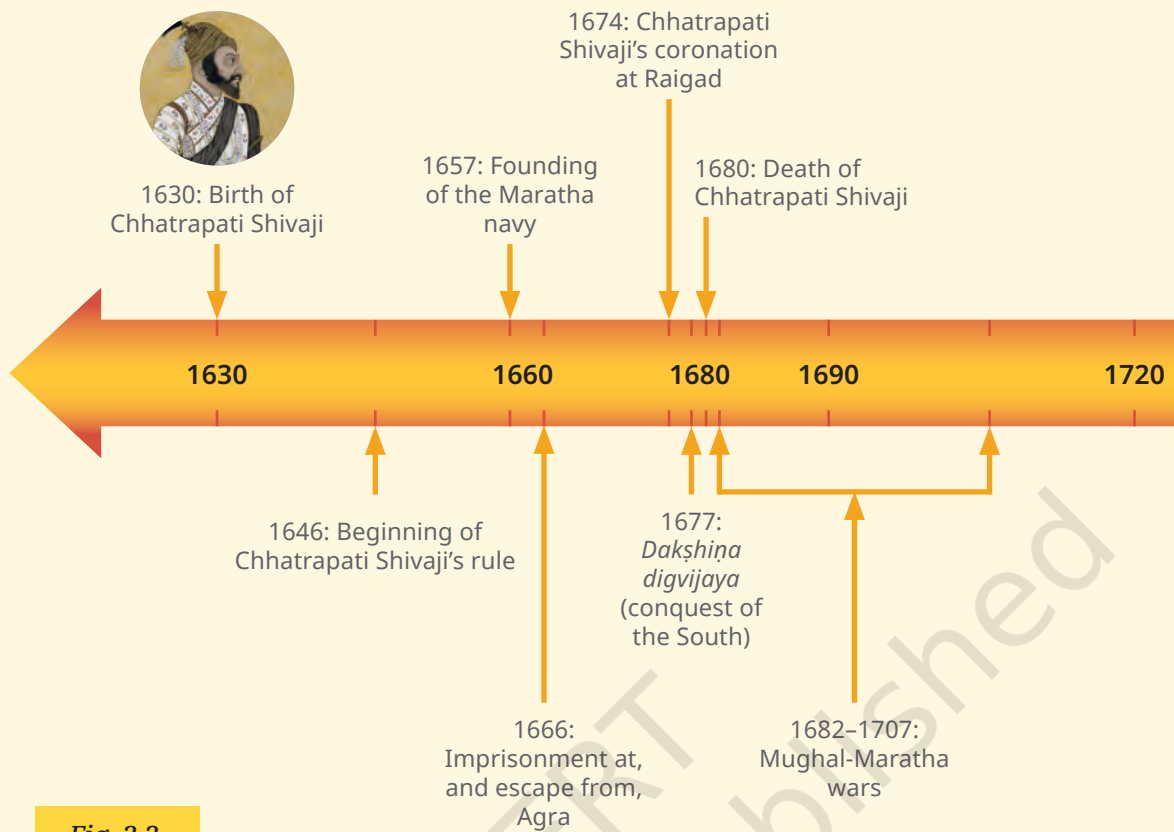 1674: Chhatrapati
Shivaji's coronation
at Raigad
1657: Founding
of the Maratha
navy
1680: Death of
Chhatrapati Shivaji
1630: Birth of
Chhatrapati Shivaji
1630
1660
1680
1690
1720
1646: Beginning of
Chhatrapati Shivaji's rule
1677:
Dakṣhiṇa
digvijaya
(conquest of
the South)
1666:
Imprisonment at,
and escape from,
Agra
1682–1707:
Mughal-Maratha
wars